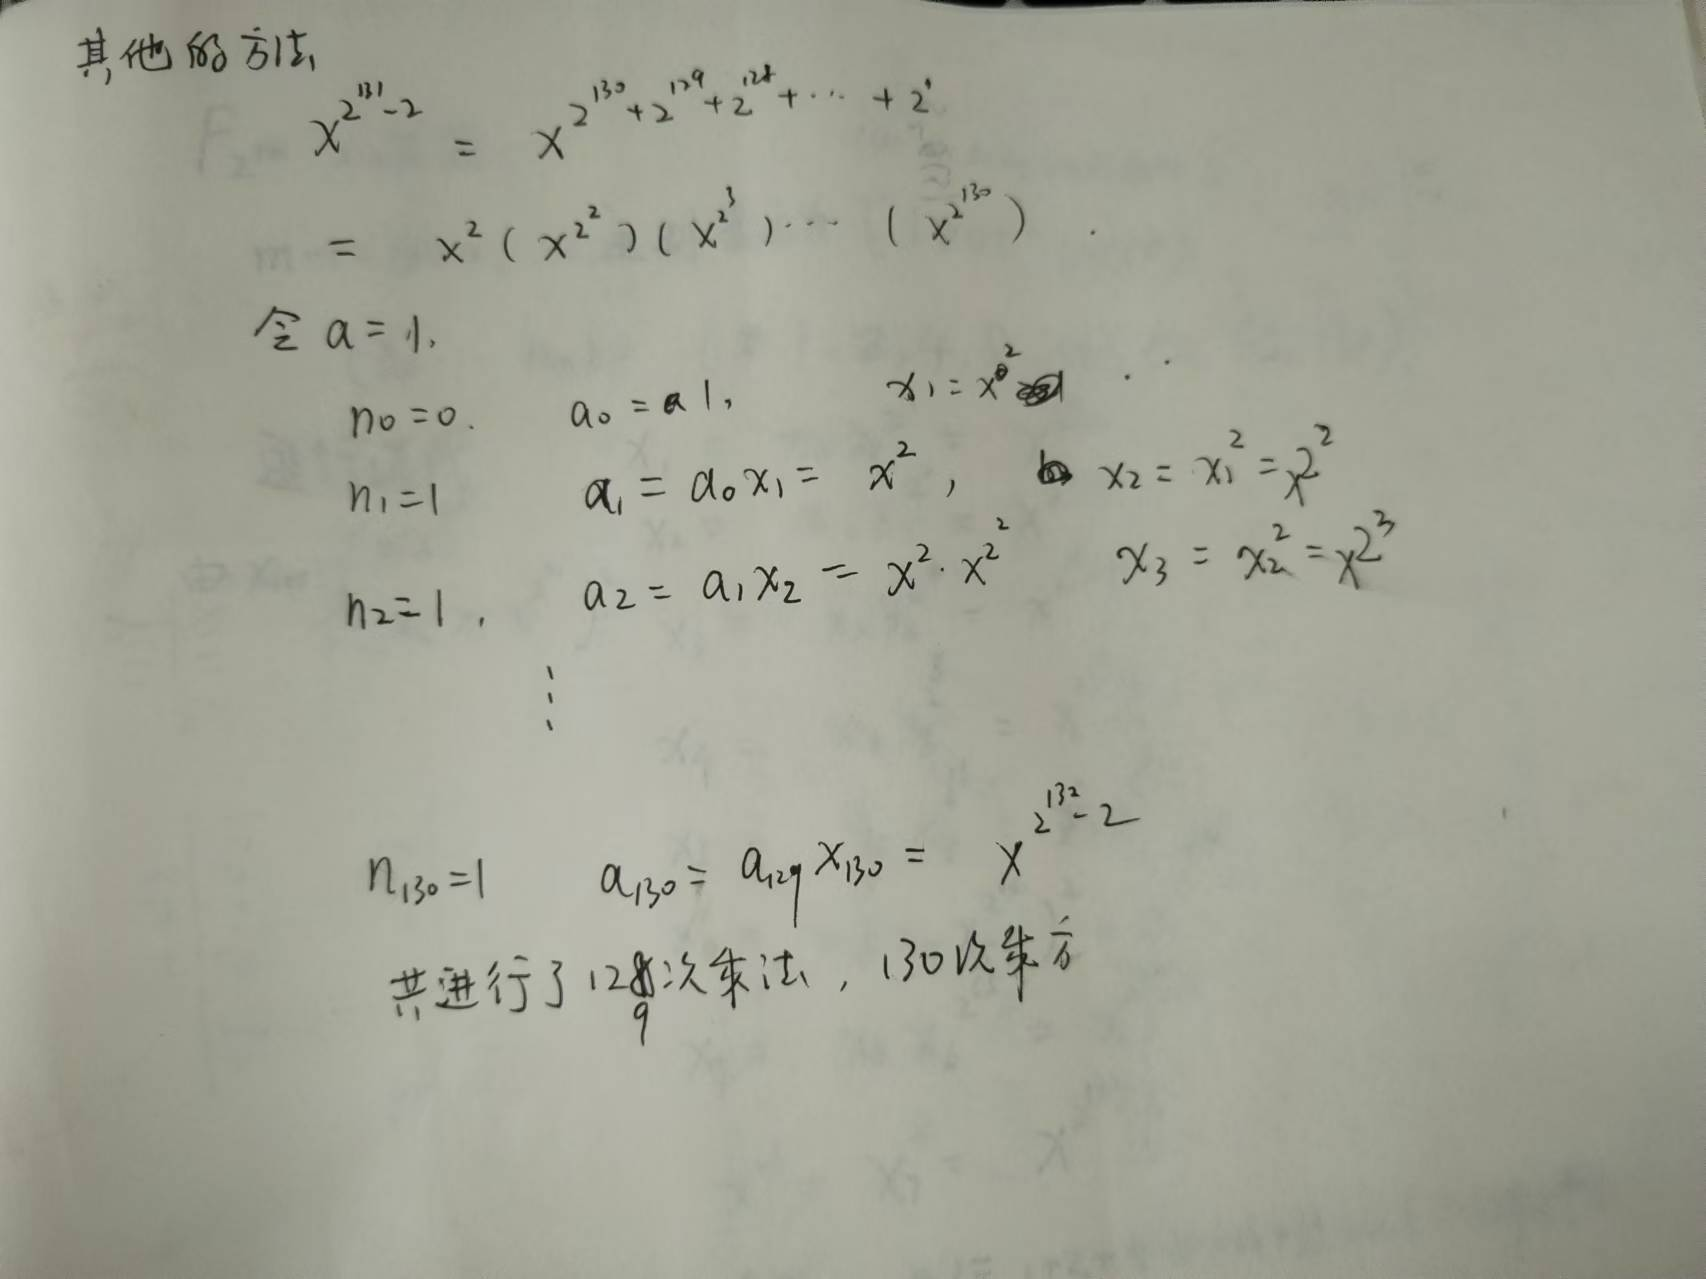 其他的方法
x^{2^{131}-2} = x^{2^{130}+2^{129}+2^{128}+⋯+2^1}
= x^2 (x^{2^2})(x^{2^3})⋯(x^{2^{130}}).
令 a=1.
n_0=0. a_0=1, x_1=x^2
n_1=1 a_1=a_0x_1=x^2, x_2=x_1^2=x^{2^2}
n_2=1, a_2=a_1x_2=x^2·x^{2^2} x_3=x_2^2=x^{2^3}
⋮
n_{130}=1 a_{130}=a_{129}x_{130}=x^{2^{132}-2}
共进行了129次乘法, 130次乘方